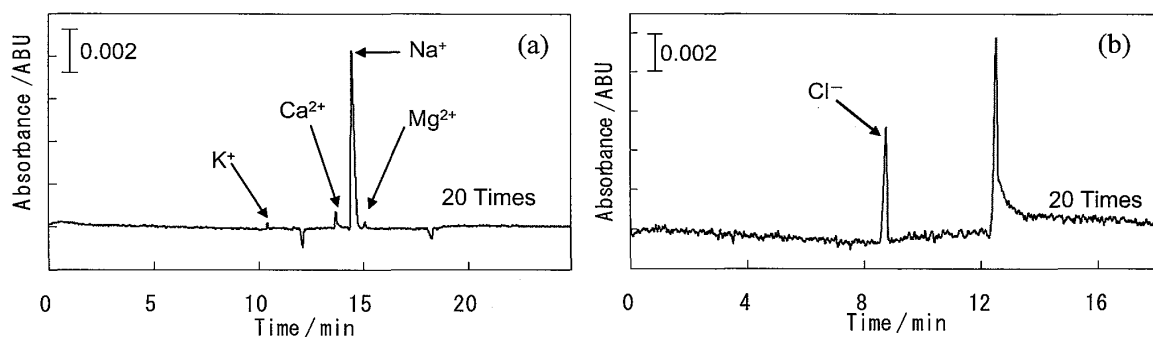 (a)
0.002
Na⁺
Ca²⁺
Mg²⁺
K⁺
20 Times
Absorbance /ABU
0 5 10 15 20
Time/min
(b)
0.002
Cl⁻
20 Times
Absorbance /ABU
0 4 8 12 16
Time/min